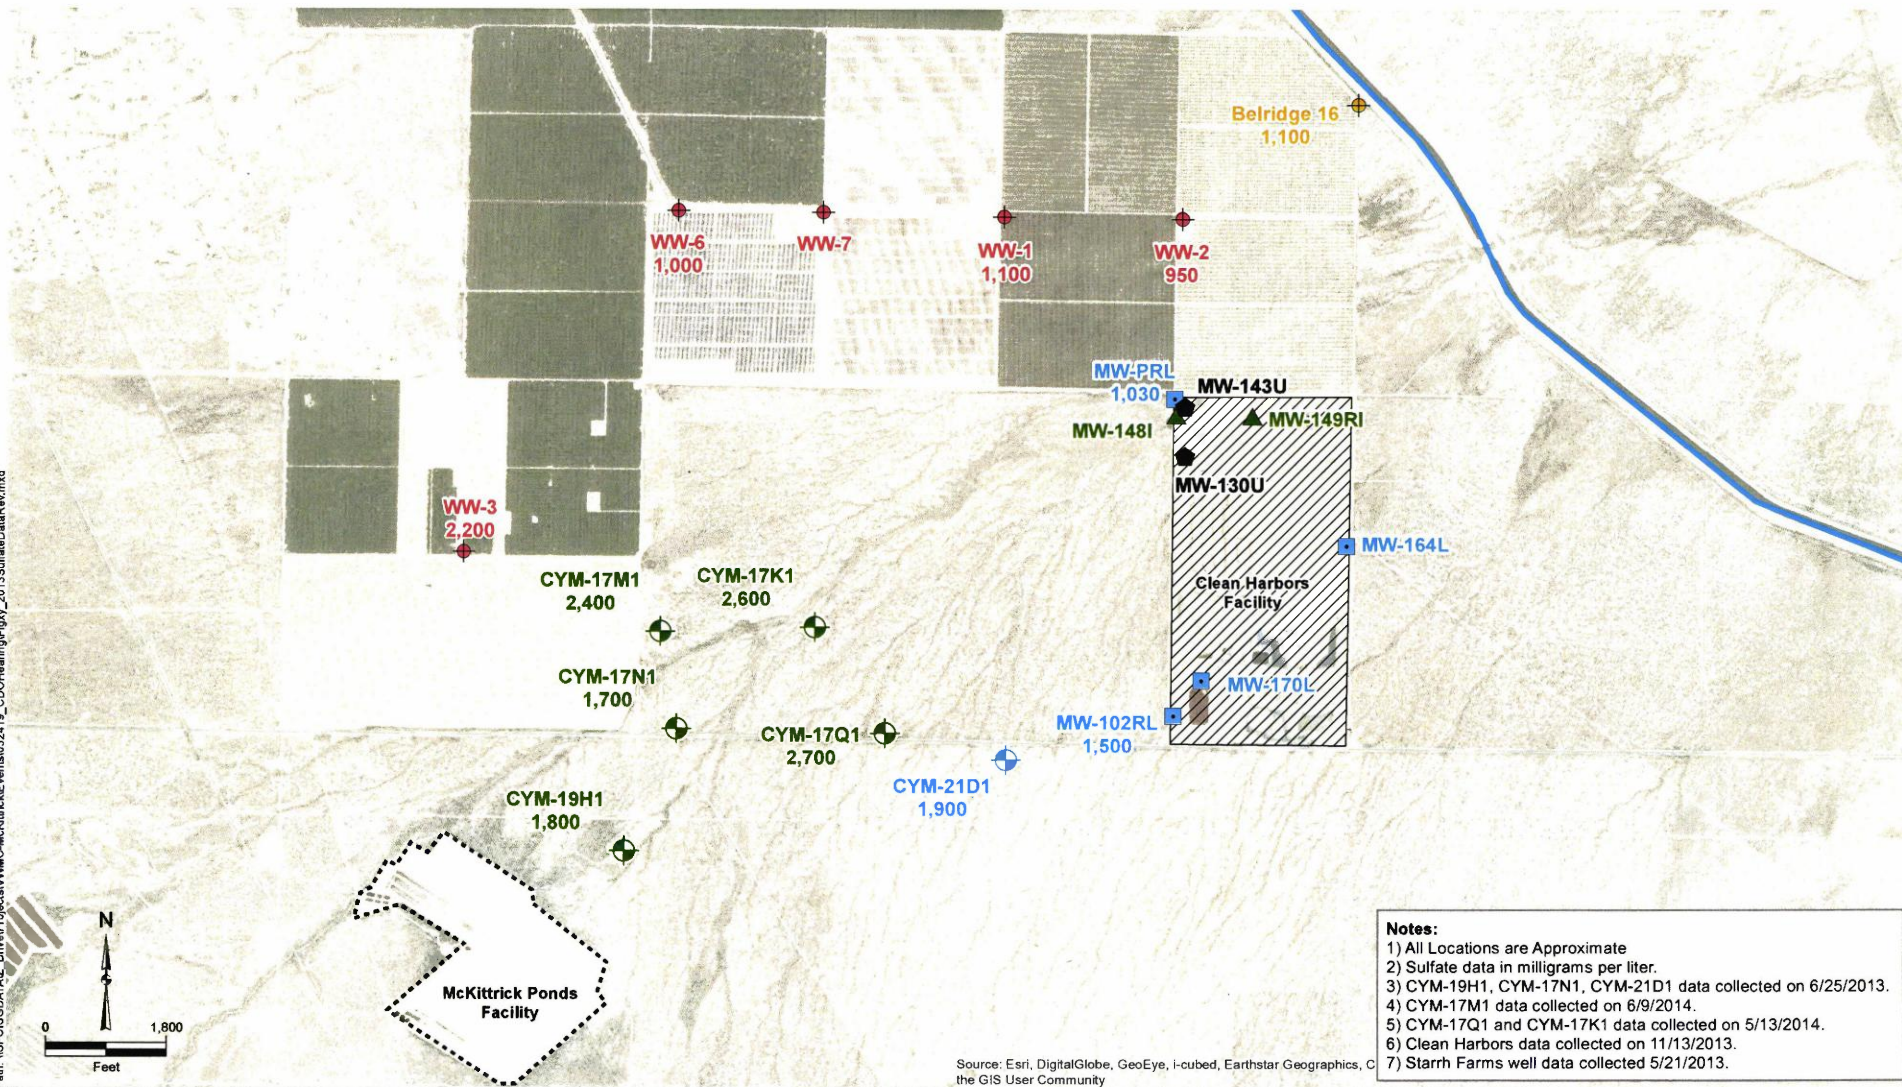 Belridge 16
1,100
WW-6
1,000
WW-7
WW-1
1,100
WW-2
950
MW-PRL
1,030
MW-143U
MW-148I
MW-149RI
MW-130U
WW-3
2,200
MW-164L
CYM-17M1
2,400
CYM-17K1
2,600
Clean Harbors
Facility
CYM-17N1
1,700
MW-170L
CYM-17Q1
2,700
MW-102RL
1,500
CYM-21D1
1,900
CYM-19H1
1,800
McKittrick Ponds
Facility
N
0 1,800
Feet
Notes:
1) All Locations are Approximate
2) Sulfate data in milligrams per liter.
3) CYM-19H1, CYM-17N1, CYM-21D1 data collected on 6/25/2013.
4) CYM-17M1 data collected on 6/9/2014.
5) CYM-17Q1 and CYM-17K1 data collected on 5/13/2014.
6) Clean Harbors data collected on 11/13/2013.
7) Starrh Farms well data collected 5/21/2013.
Source: Esri, DigitalGlobe, GeoEye, i-cubed, Earthstar Geographics, C
the GIS User Community